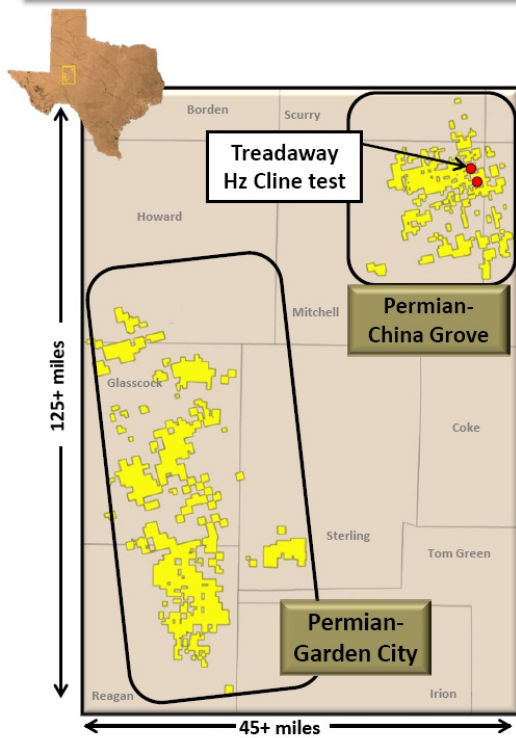 Borden
Scurry
Treadaway
Hz Cline test
Howard
Mitchell
Permian-
China Grove
Glasscock
125+ miles
Coke
Sterling
Tom Green
Permian-
Garden City
Reagan
Irion
45+ miles